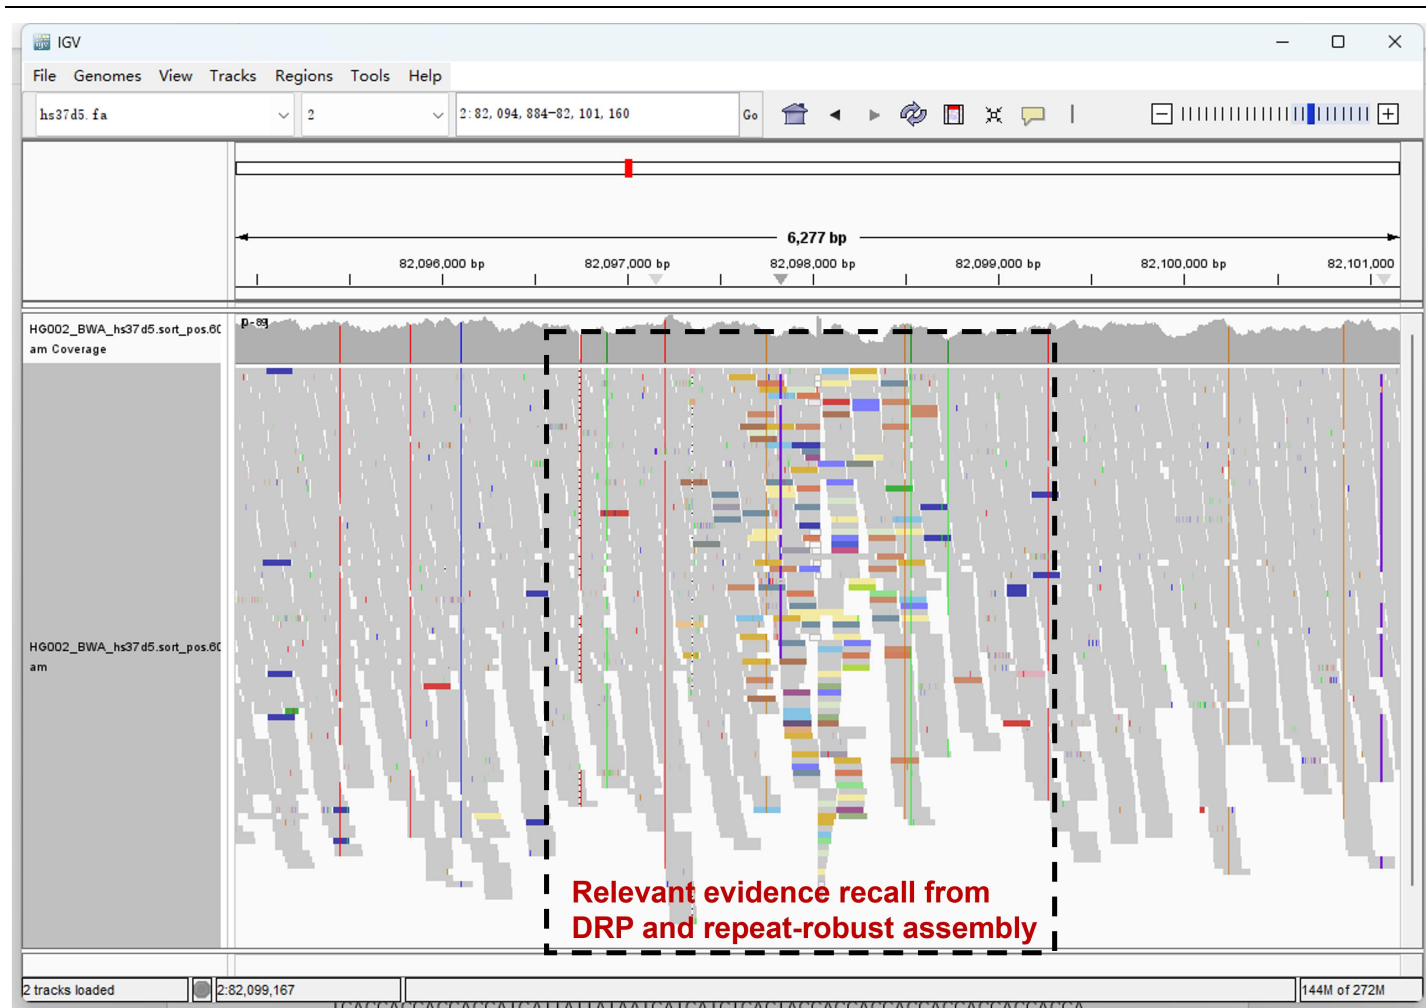 IGV
File Genomes View Tracks Regions Tools Help
hs37d5.fa 2 2:82,094,884-82,101,160 Go
6,277 bp
82,096,000 bp 82,097,000 bp 82,098,000 bp 82,099,000 bp 82,100,000 bp 82,101,000
HG002_BWA_hs37d5.sort_pos.60
am Coverage
HG002_BWA_hs37d5.sort_pos.60
am
Relevant evidence recall from
DRP and repeat-robust assembly
2 tracks loaded 2:82,099,167 144M of 272M